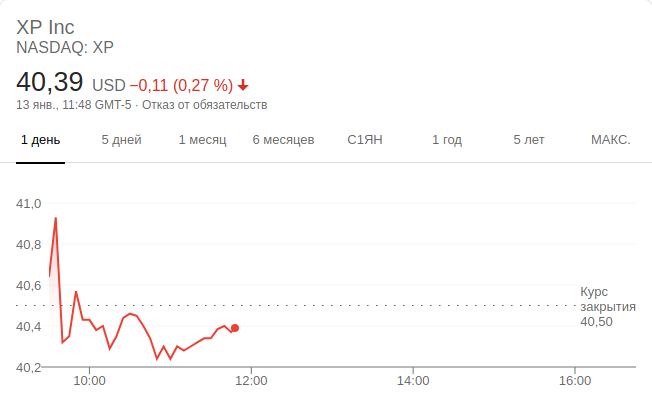 XP Inc
NASDAQ: XP
40,39 USD −0,11 (0,27 %)
13 янв., 11:48 GMT-5 · Отказ от обязательств
1 день 5 дней 1 месяц 6 месяцев С1ЯН 1 год 5 лет МАКС.
41,0
40,8
40,6
40,4
40,2
Курс
закрытия
40,50
10:00 12:00 14:00 16:00